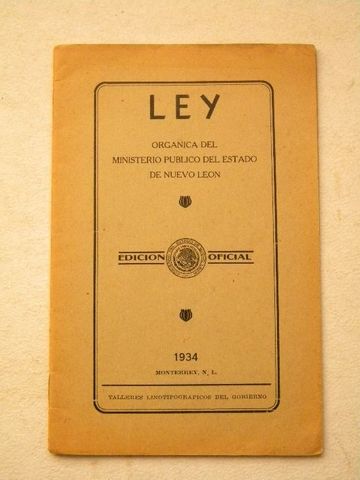 LEY
ORGANICA DEL
MINISTERIO PUBLICO DEL ESTADO
DE NUEVO LEON
EDICION OFICIAL
1934
MONTERREY, N. L.
TALLERES LINOTIPOGRAFICOS DEL GOBIERNO